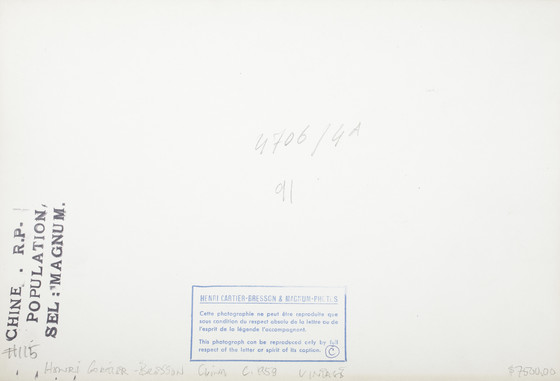 4706/4A
91
CHINE . R.P.
POPULATION,
SEL : "MAGNUM.
#115
HENRI CARTIER-BRESSON & MAGNUM-PHOTOS
Cette photographie ne peut être reproduite que
sous condition du respect absolu de la lettre ou de
l'esprit de la légende l'accompagnant.
This photograph can be reproduced only by full
respect of the letter or spirit of its caption. ©
Henri Cartier-Bresson China C. 1959 VINTAGE
$7500.00